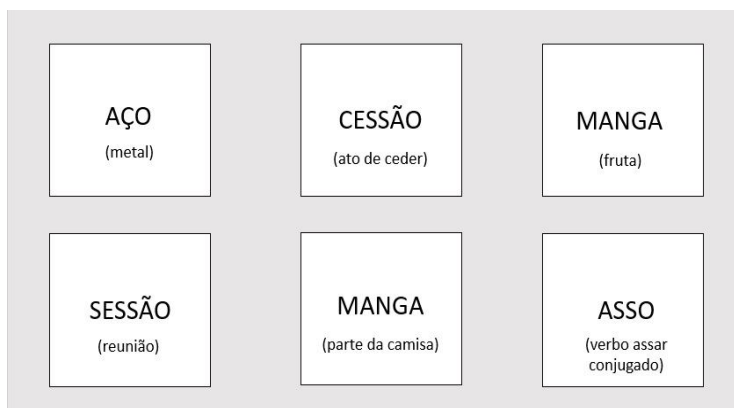 AÇO
(metal)
CESSÃO
(ato de ceder)
MANGA
(fruta)
SESSÃO
(reunião)
MANGA
(parte da camisa)
ASSO
(verbo assar
conjugado)